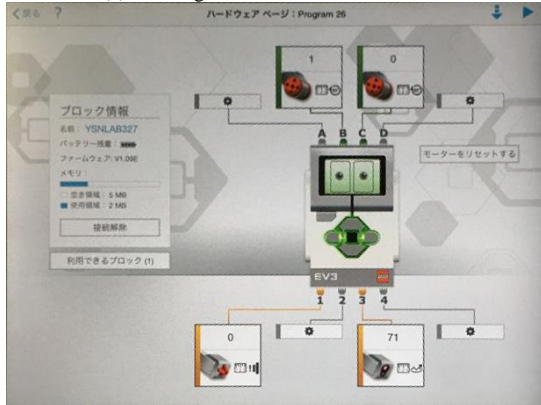 戻る ? ハードウェア ページ：Program 26
1
0
A B C D
ブロック情報
名前： YSNLAB327
バッテリー残量：
ファームウェア: V1.09E
メモリ：
空き領域：5 MB
使用領域：2 MB
接続解除
利用できるブロック (1)
モーターをリセットする
EV3
LEGO
1 2 3 4
0
71